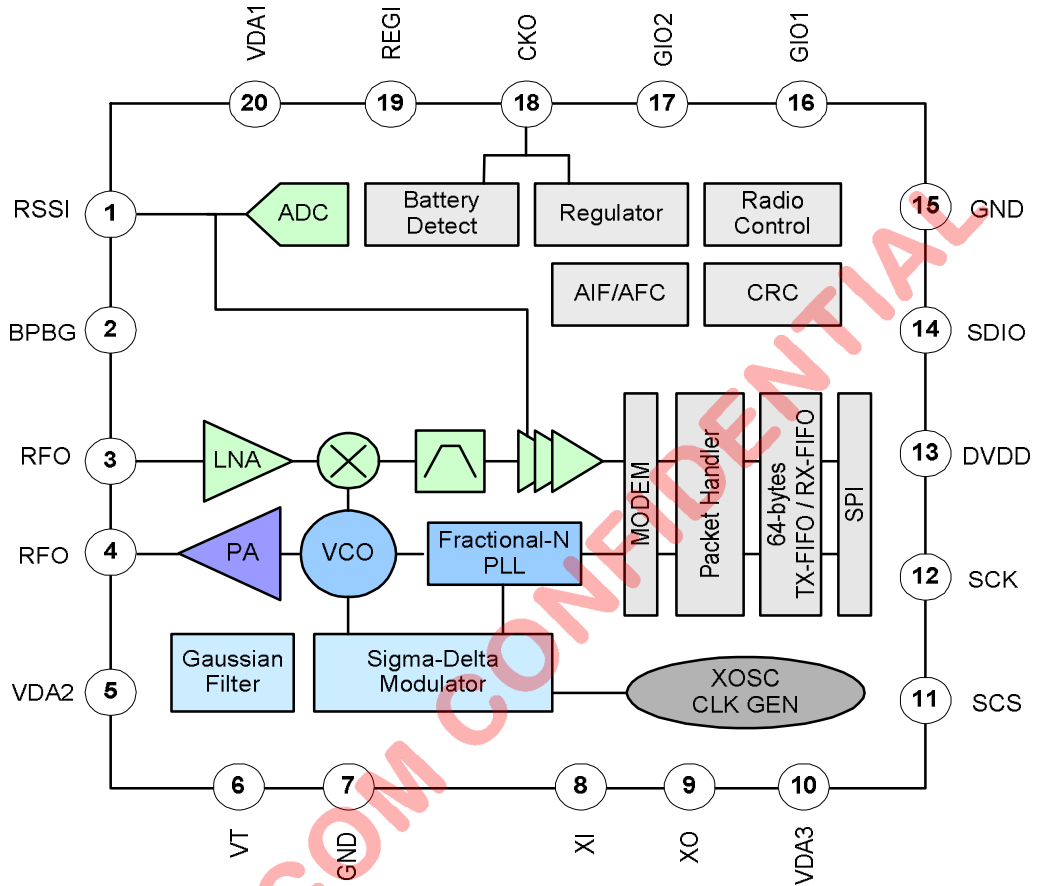 VDA1
REGI
CKO
GIO2
GIO1
20
19
18
17
16
RSSI
1
ADC
Battery
Detect
Regulator
Radio
Control
15
GND
AIF/AFC
CRC
BPBG
2
14
SDIO
RFO
3
LNA
MODEM
Packet Handler
64-bytes
TX-FIFO / RX-FIFO
SPI
13
DVDD
RFO
4
PA
VCO
Fractional-N
PLL
12
SCK
Gaussian
Filter
Sigma-Delta
Modulator
XOSC
CLK GEN
VDA2
5
11
SCS
6
7
8
9
10
VT
GND
XI
XO
VDA3
COM CONFIDENTIAL